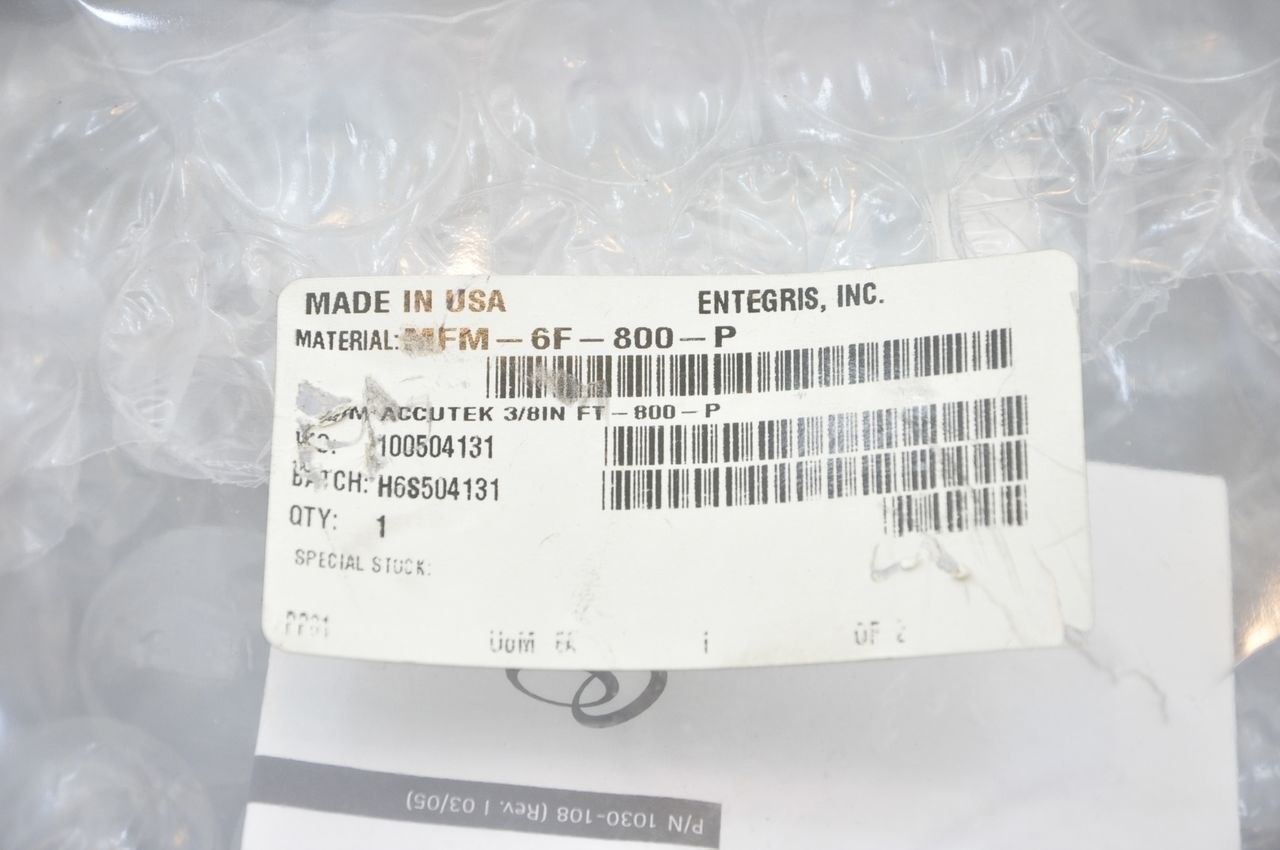 MADE IN USA ENTEGRIS, INC.
MATERIAL: MFM-6F-800-P
ACCUTEK 3/8IN FT-800-P
100504131
BATCH: H6S504131
QTY: 1
SPECIAL STOCK:
UoM EA 1 OF 2
P/N 1030-108 (Rev. I 03/05)